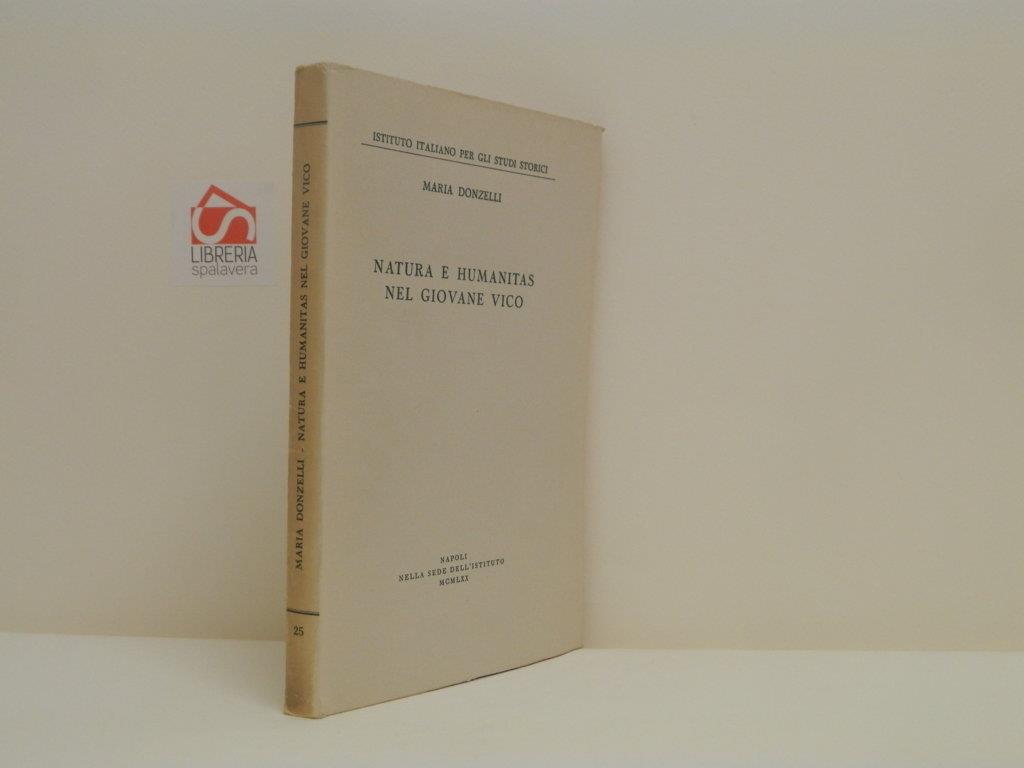 ISTITUTO ITALIANO PER GLI STUDI STORICI
MARIA DONZELLI
NATURA E HUMANITAS
NEL GIOVANE VICO
NAPOLI
NELLA SEDE DELL'ISTITUTO
MCMLXX
MARIA DONZELLI - NATURA E HUMANITAS NEL GIOVANE VICO
25
LIBRERIA
spalavera